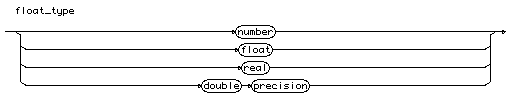 float_type
number
float
real
double precision